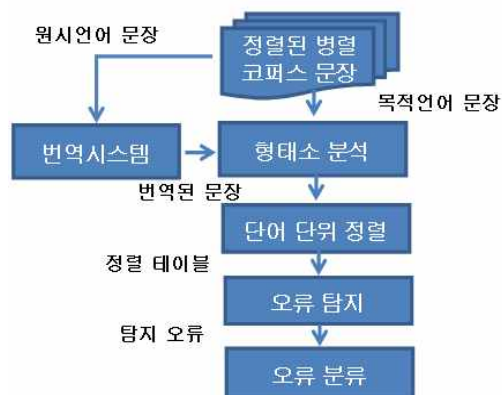 원시언어 문장
정렬된 병렬
코퍼스 문장
목적언어 문장
번역시스템
형태소 분석
번역된 문장
단어 단위 정렬
정렬 테이블
오류 탐지
탐지 오류
오류 분류